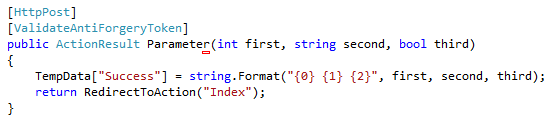 [HttpPost]
[ValidateAntiForgeryToken]
public ActionResult Parameter(int first, string second, bool third)
{
    TempData["Success"] = string.Format("{0} {1} {2}", first, second, third);
    return RedirectToAction("Index");
}